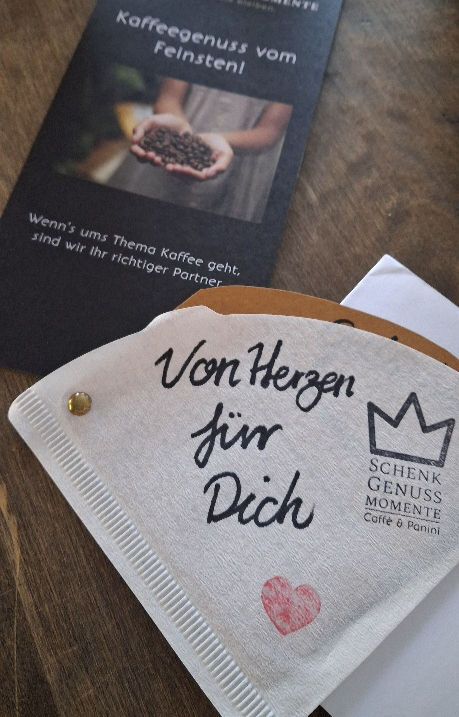 MOMENTE
Kaffeegenuss vom
Feinsten!
Wenn's ums Thema Kaffee geht,
sind wir Ihr richtiger Partner
Von Herzen
für
Dich
SCHENK
GENUSS
MOMENTE
Caffè & Panini